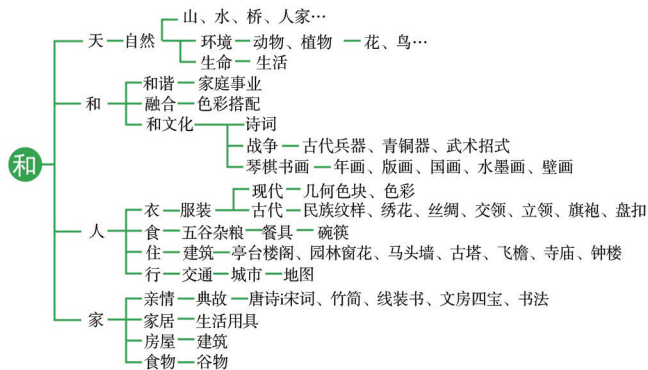 和
天 自然 山、水、桥、人家…
环境 动物、植物 花、鸟…
生命 生活
和 和谐 家庭事业
融合 色彩搭配
和文化 诗词
战争 古代兵器、青铜器、武术招式
琴棋书画 年画、版画、国画、水墨画、壁画
人 衣 服装 现代 几何色块、色彩
古代 民族纹样、绣花、丝绸、交领、立领、旗袍、盘扣
食 五谷杂粮 餐具 碗筷
住 建筑 亭台楼阁、园林窗花、马头墙、古塔、飞檐、寺庙、钟楼
行 交通 城市 地图
家 亲情 典故 唐诗i宋词、竹简、线装书、文房四宝、书法
家居 生活用具
房屋 建筑
食物 谷物